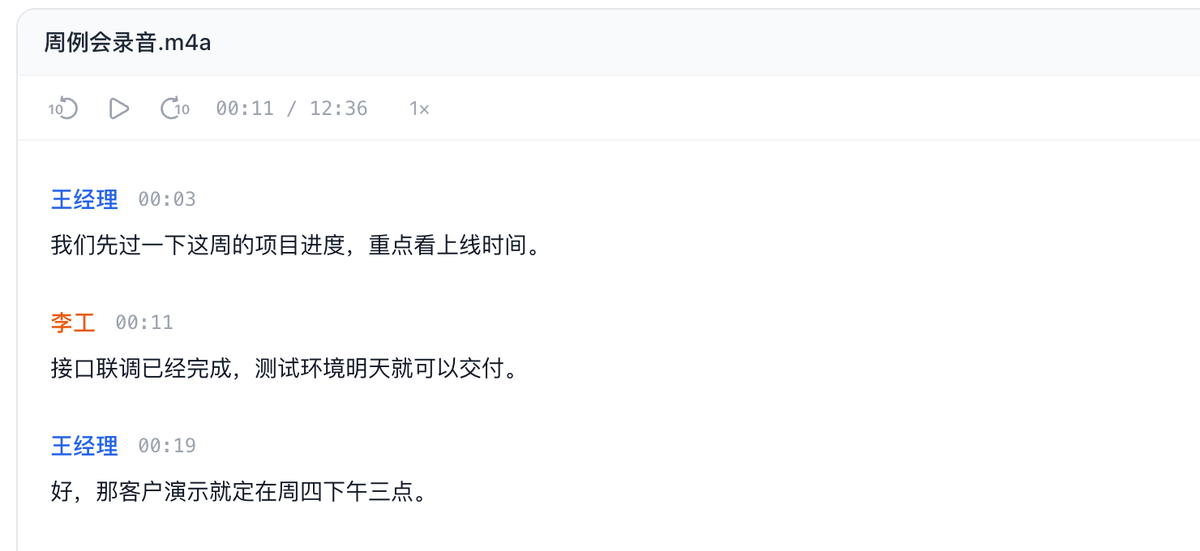 周例会录音.m4a
10 10 00:11 / 12:36 1×
王经理 00:03
我们先过一下这周的项目进度，重点看上线时间。
李工 00:11
接口联调已经完成，测试环境明天就可以交付。
王经理 00:19
好，那客户演示就定在周四下午三点。